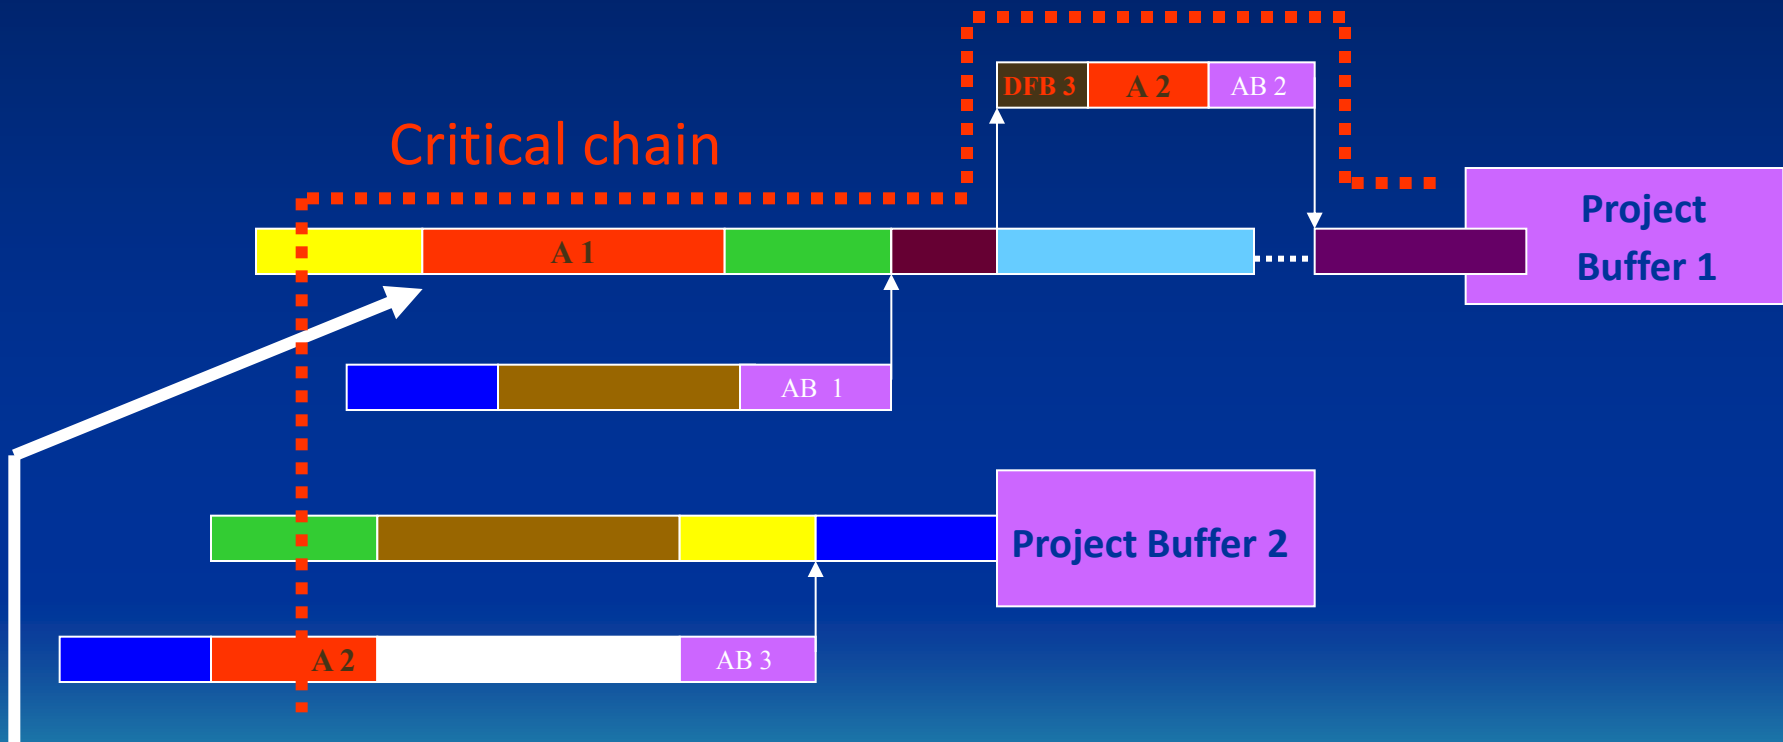 DFB 3 A 2 AB 2
Critical chain
Project
Buffer 1
A 1
AB 1
Project Buffer 2
A 2 AB 3